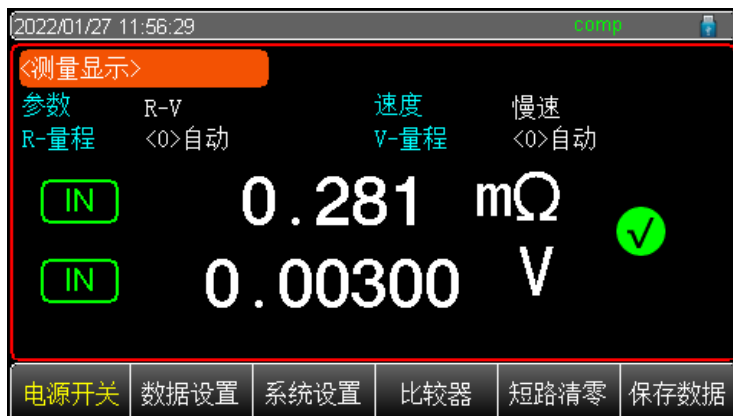 2022/01/27 11:56:29 comp
<测量显示>
参数 R-V 速度 慢速
R-量程 <0>自动 V-量程 <0>自动
IN 0.281 mΩ
√
IN 0.00300 V
电源开关 数据设置 系统设置 比较器 短路清零 保存数据